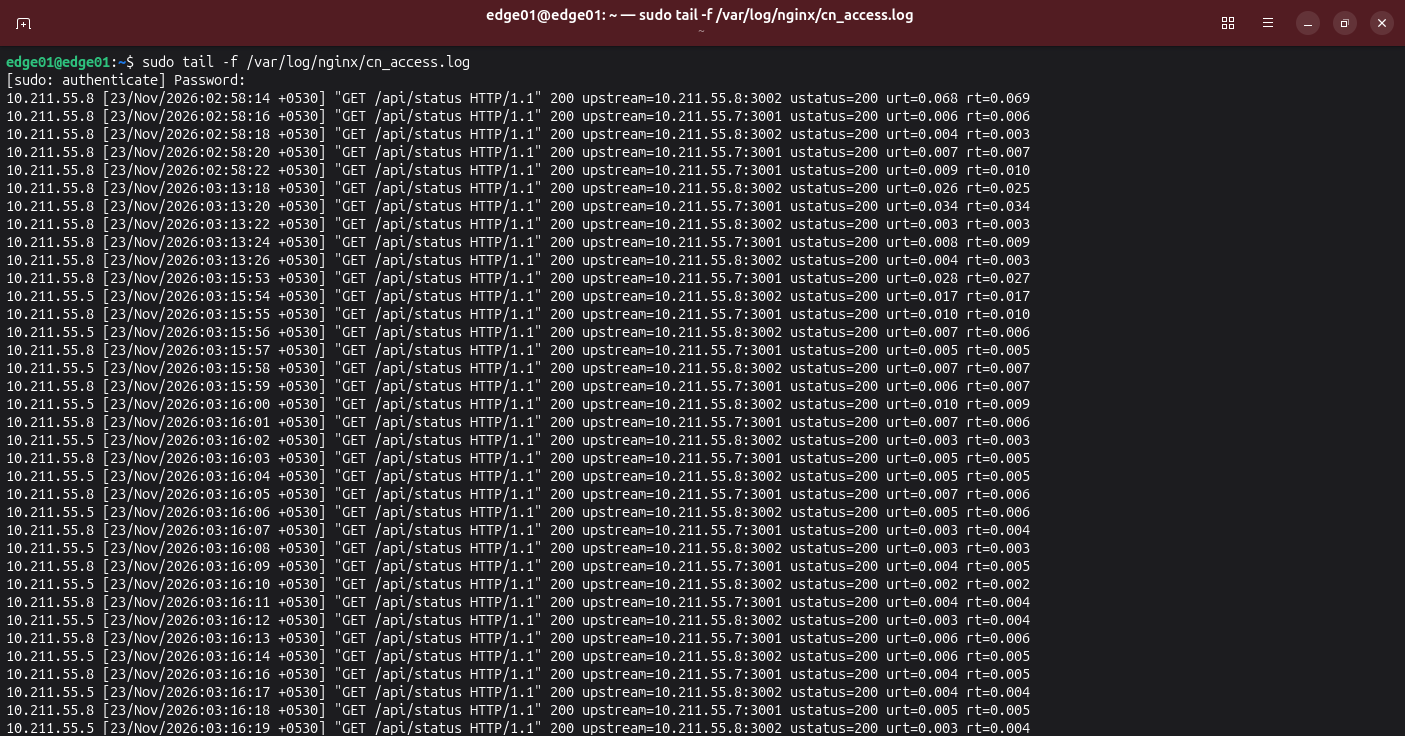 edge01@edge01: ~ — sudo tail -f /var/log/nginx/cn_access.log
~
edge01@edge01:~$ sudo tail -f /var/log/nginx/cn_access.log
[sudo: authenticate] Password:
10.211.55.8 [23/Nov/2026:02:58:14 +0530] "GET /api/status HTTP/1.1" 200 upstream=10.211.55.8:3002 ustatus=200 urt=0.068 rt=0.069
10.211.55.8 [23/Nov/2026:02:58:16 +0530] "GET /api/status HTTP/1.1" 200 upstream=10.211.55.7:3001 ustatus=200 urt=0.006 rt=0.006
10.211.55.8 [23/Nov/2026:02:58:18 +0530] "GET /api/status HTTP/1.1" 200 upstream=10.211.55.8:3002 ustatus=200 urt=0.004 rt=0.003
10.211.55.8 [23/Nov/2026:02:58:20 +0530] "GET /api/status HTTP/1.1" 200 upstream=10.211.55.7:3001 ustatus=200 urt=0.007 rt=0.007
10.211.55.8 [23/Nov/2026:02:58:22 +0530] "GET /api/status HTTP/1.1" 200 upstream=10.211.55.7:3001 ustatus=200 urt=0.009 rt=0.010
10.211.55.8 [23/Nov/2026:03:13:18 +0530] "GET /api/status HTTP/1.1" 200 upstream=10.211.55.8:3002 ustatus=200 urt=0.026 rt=0.025
10.211.55.8 [23/Nov/2026:03:13:20 +0530] "GET /api/status HTTP/1.1" 200 upstream=10.211.55.7:3001 ustatus=200 urt=0.034 rt=0.034
10.211.55.8 [23/Nov/2026:03:13:22 +0530] "GET /api/status HTTP/1.1" 200 upstream=10.211.55.8:3002 ustatus=200 urt=0.003 rt=0.003
10.211.55.8 [23/Nov/2026:03:13:24 +0530] "GET /api/status HTTP/1.1" 200 upstream=10.211.55.7:3001 ustatus=200 urt=0.008 rt=0.009
10.211.55.8 [23/Nov/2026:03:13:26 +0530] "GET /api/status HTTP/1.1" 200 upstream=10.211.55.8:3002 ustatus=200 urt=0.004 rt=0.003
10.211.55.8 [23/Nov/2026:03:15:53 +0530] "GET /api/status HTTP/1.1" 200 upstream=10.211.55.7:3001 ustatus=200 urt=0.028 rt=0.027
10.211.55.5 [23/Nov/2026:03:15:54 +0530] "GET /api/status HTTP/1.1" 200 upstream=10.211.55.8:3002 ustatus=200 urt=0.017 rt=0.017
10.211.55.8 [23/Nov/2026:03:15:55 +0530] "GET /api/status HTTP/1.1" 200 upstream=10.211.55.7:3001 ustatus=200 urt=0.010 rt=0.010
10.211.55.5 [23/Nov/2026:03:15:56 +0530] "GET /api/status HTTP/1.1" 200 upstream=10.211.55.8:3002 ustatus=200 urt=0.007 rt=0.006
10.211.55.8 [23/Nov/2026:03:15:57 +0530] "GET /api/status HTTP/1.1" 200 upstream=10.211.55.7:3001 ustatus=200 urt=0.005 rt=0.005
10.211.55.5 [23/Nov/2026:03:15:58 +0530] "GET /api/status HTTP/1.1" 200 upstream=10.211.55.8:3002 ustatus=200 urt=0.007 rt=0.007
10.211.55.8 [23/Nov/2026:03:15:59 +0530] "GET /api/status HTTP/1.1" 200 upstream=10.211.55.7:3001 ustatus=200 urt=0.006 rt=0.007
10.211.55.5 [23/Nov/2026:03:16:00 +0530] "GET /api/status HTTP/1.1" 200 upstream=10.211.55.8:3002 ustatus=200 urt=0.010 rt=0.009
10.211.55.8 [23/Nov/2026:03:16:01 +0530] "GET /api/status HTTP/1.1" 200 upstream=10.211.55.7:3001 ustatus=200 urt=0.007 rt=0.006
10.211.55.5 [23/Nov/2026:03:16:02 +0530] "GET /api/status HTTP/1.1" 200 upstream=10.211.55.8:3002 ustatus=200 urt=0.003 rt=0.003
10.211.55.8 [23/Nov/2026:03:16:03 +0530] "GET /api/status HTTP/1.1" 200 upstream=10.211.55.7:3001 ustatus=200 urt=0.005 rt=0.005
10.211.55.5 [23/Nov/2026:03:16:04 +0530] "GET /api/status HTTP/1.1" 200 upstream=10.211.55.8:3002 ustatus=200 urt=0.005 rt=0.005
10.211.55.8 [23/Nov/2026:03:16:05 +0530] "GET /api/status HTTP/1.1" 200 upstream=10.211.55.7:3001 ustatus=200 urt=0.007 rt=0.006
10.211.55.5 [23/Nov/2026:03:16:06 +0530] "GET /api/status HTTP/1.1" 200 upstream=10.211.55.8:3002 ustatus=200 urt=0.005 rt=0.006
10.211.55.8 [23/Nov/2026:03:16:07 +0530] "GET /api/status HTTP/1.1" 200 upstream=10.211.55.7:3001 ustatus=200 urt=0.003 rt=0.004
10.211.55.5 [23/Nov/2026:03:16:08 +0530] "GET /api/status HTTP/1.1" 200 upstream=10.211.55.8:3002 ustatus=200 urt=0.003 rt=0.003
10.211.55.8 [23/Nov/2026:03:16:09 +0530] "GET /api/status HTTP/1.1" 200 upstream=10.211.55.7:3001 ustatus=200 urt=0.004 rt=0.005
10.211.55.5 [23/Nov/2026:03:16:10 +0530] "GET /api/status HTTP/1.1" 200 upstream=10.211.55.8:3002 ustatus=200 urt=0.002 rt=0.002
10.211.55.8 [23/Nov/2026:03:16:11 +0530] "GET /api/status HTTP/1.1" 200 upstream=10.211.55.7:3001 ustatus=200 urt=0.004 rt=0.004
10.211.55.5 [23/Nov/2026:03:16:12 +0530] "GET /api/status HTTP/1.1" 200 upstream=10.211.55.8:3002 ustatus=200 urt=0.003 rt=0.004
10.211.55.8 [23/Nov/2026:03:16:13 +0530] "GET /api/status HTTP/1.1" 200 upstream=10.211.55.7:3001 ustatus=200 urt=0.006 rt=0.006
10.211.55.5 [23/Nov/2026:03:16:14 +0530] "GET /api/status HTTP/1.1" 200 upstream=10.211.55.8:3002 ustatus=200 urt=0.006 rt=0.005
10.211.55.8 [23/Nov/2026:03:16:16 +0530] "GET /api/status HTTP/1.1" 200 upstream=10.211.55.7:3001 ustatus=200 urt=0.004 rt=0.005
10.211.55.5 [23/Nov/2026:03:16:17 +0530] "GET /api/status HTTP/1.1" 200 upstream=10.211.55.8:3002 ustatus=200 urt=0.004 rt=0.004
10.211.55.8 [23/Nov/2026:03:16:18 +0530] "GET /api/status HTTP/1.1" 200 upstream=10.211.55.7:3001 ustatus=200 urt=0.005 rt=0.005
10.211.55.5 [23/Nov/2026:03:16:19 +0530] "GET /api/status HTTP/1.1" 200 upstream=10.211.55.8:3002 ustatus=200 urt=0.003 rt=0.004